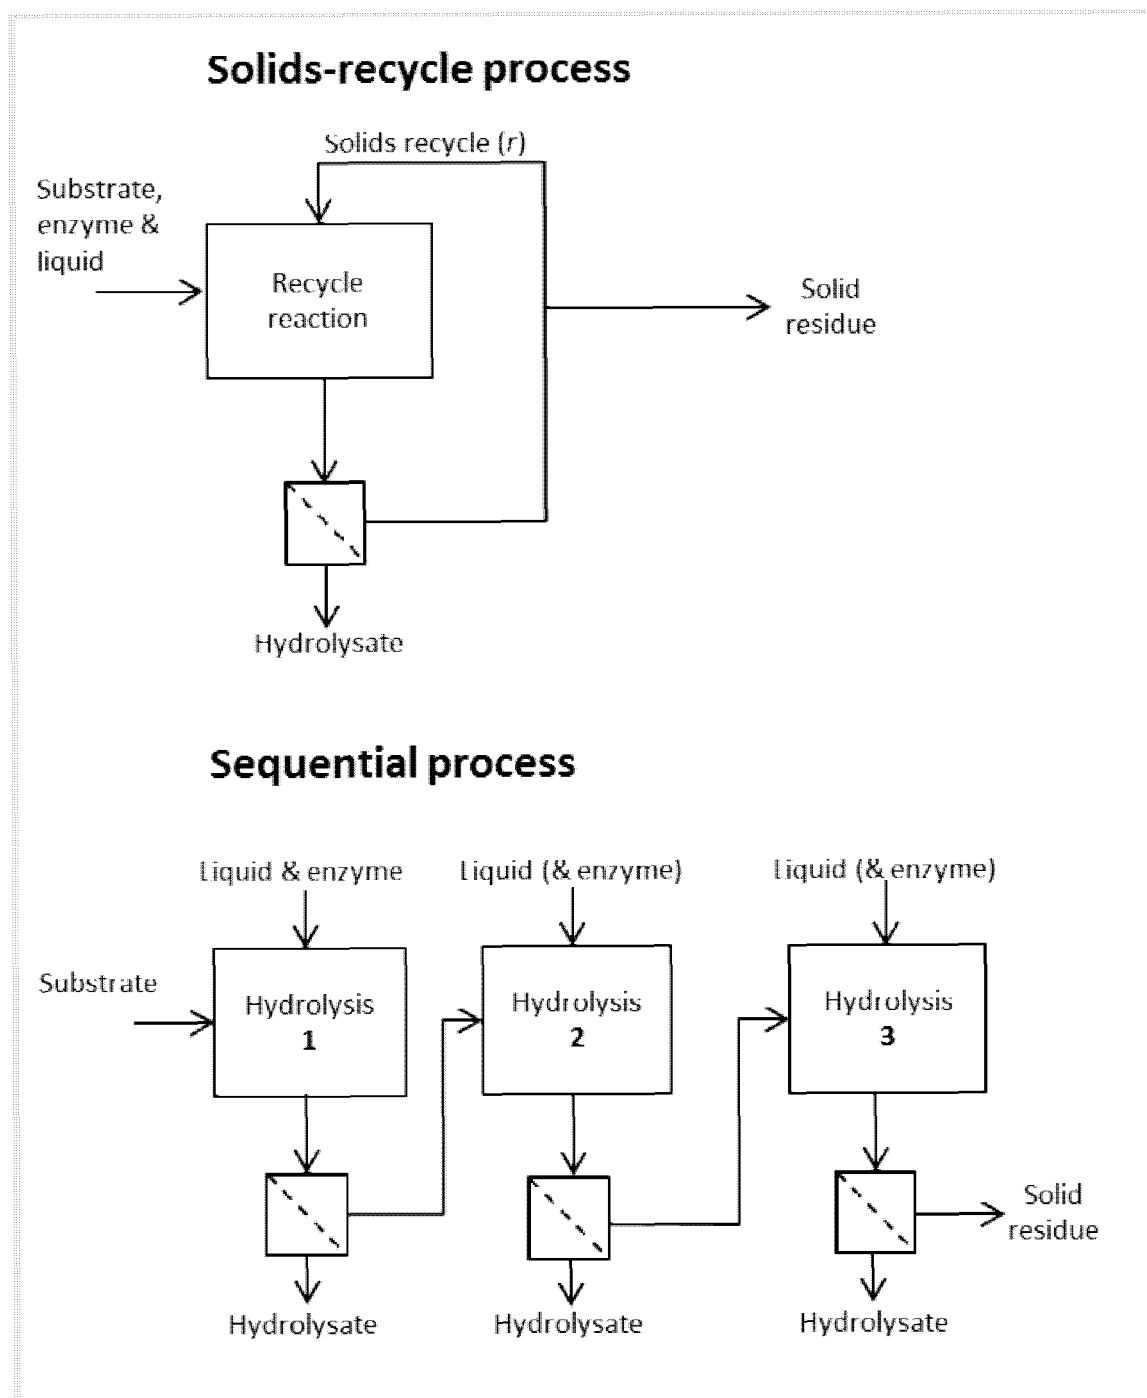 Solids-recycle process
Solids recycle (r)
Substrate,
enzyme &
liquid
Recycle
reaction
Solid
residue
Hydrolysate
Sequential process
Liquid & enzyme
Liquid (& enzyme)
Liquid (& enzyme)
Substrate
Hydrolysis
1
Hydrolysis
2
Hydrolysis
3
Solid
residue
Hydrolysate
Hydrolysate
Hydrolysate